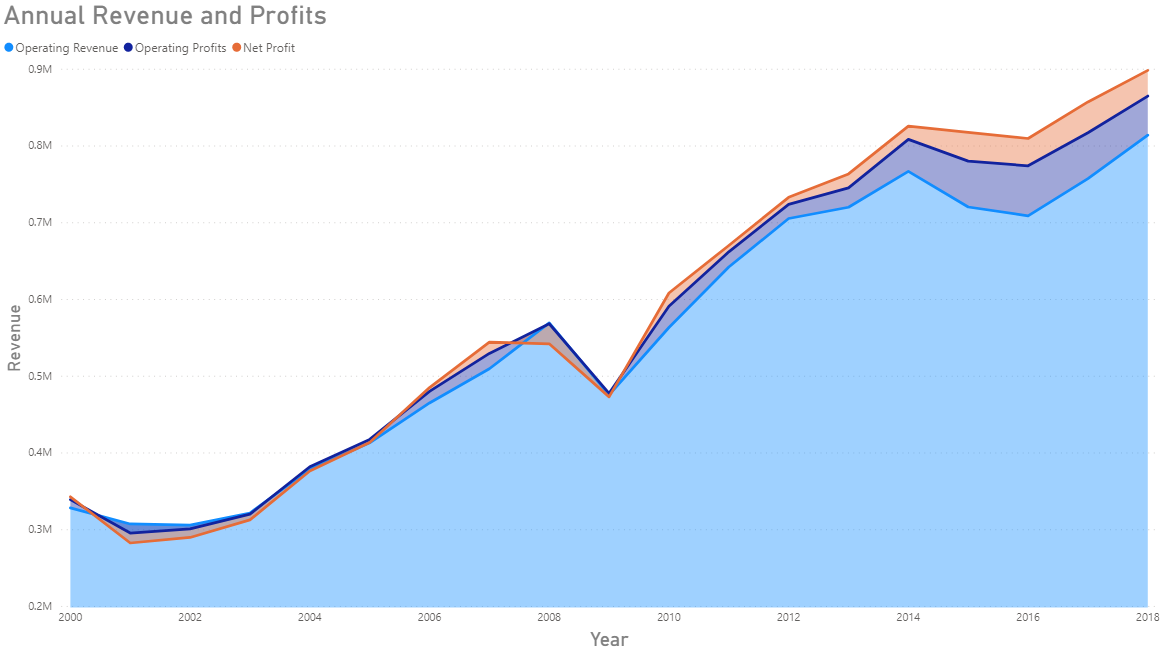 Annual Revenue and Profits
Operating Revenue Operating Profits Net Profit
0.9M
0.8M
0.7M
0.6M
0.5M
0.4M
0.3M
0.2M
Revenue
2000 2002 2004 2006 2008 2010 2012 2014 2016 2018
Year